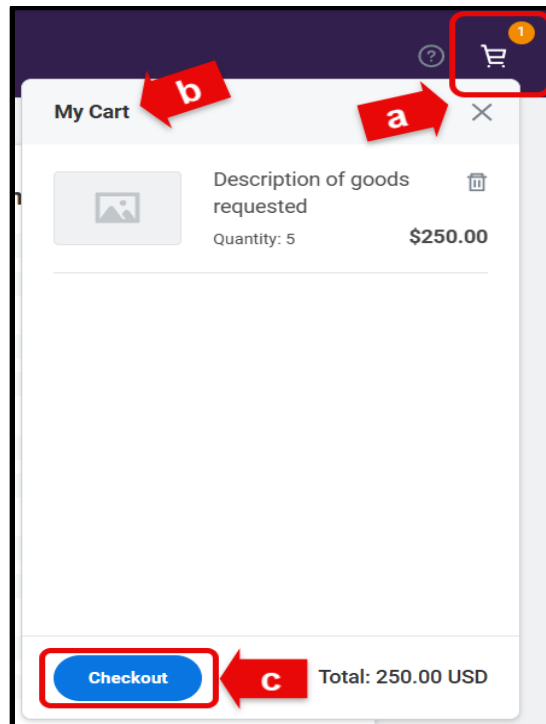 1
?
b
My Cart
a
n
Description of goods
requested
Quantity: 5
$250.00
Checkout
c
Total: 250.00 USD